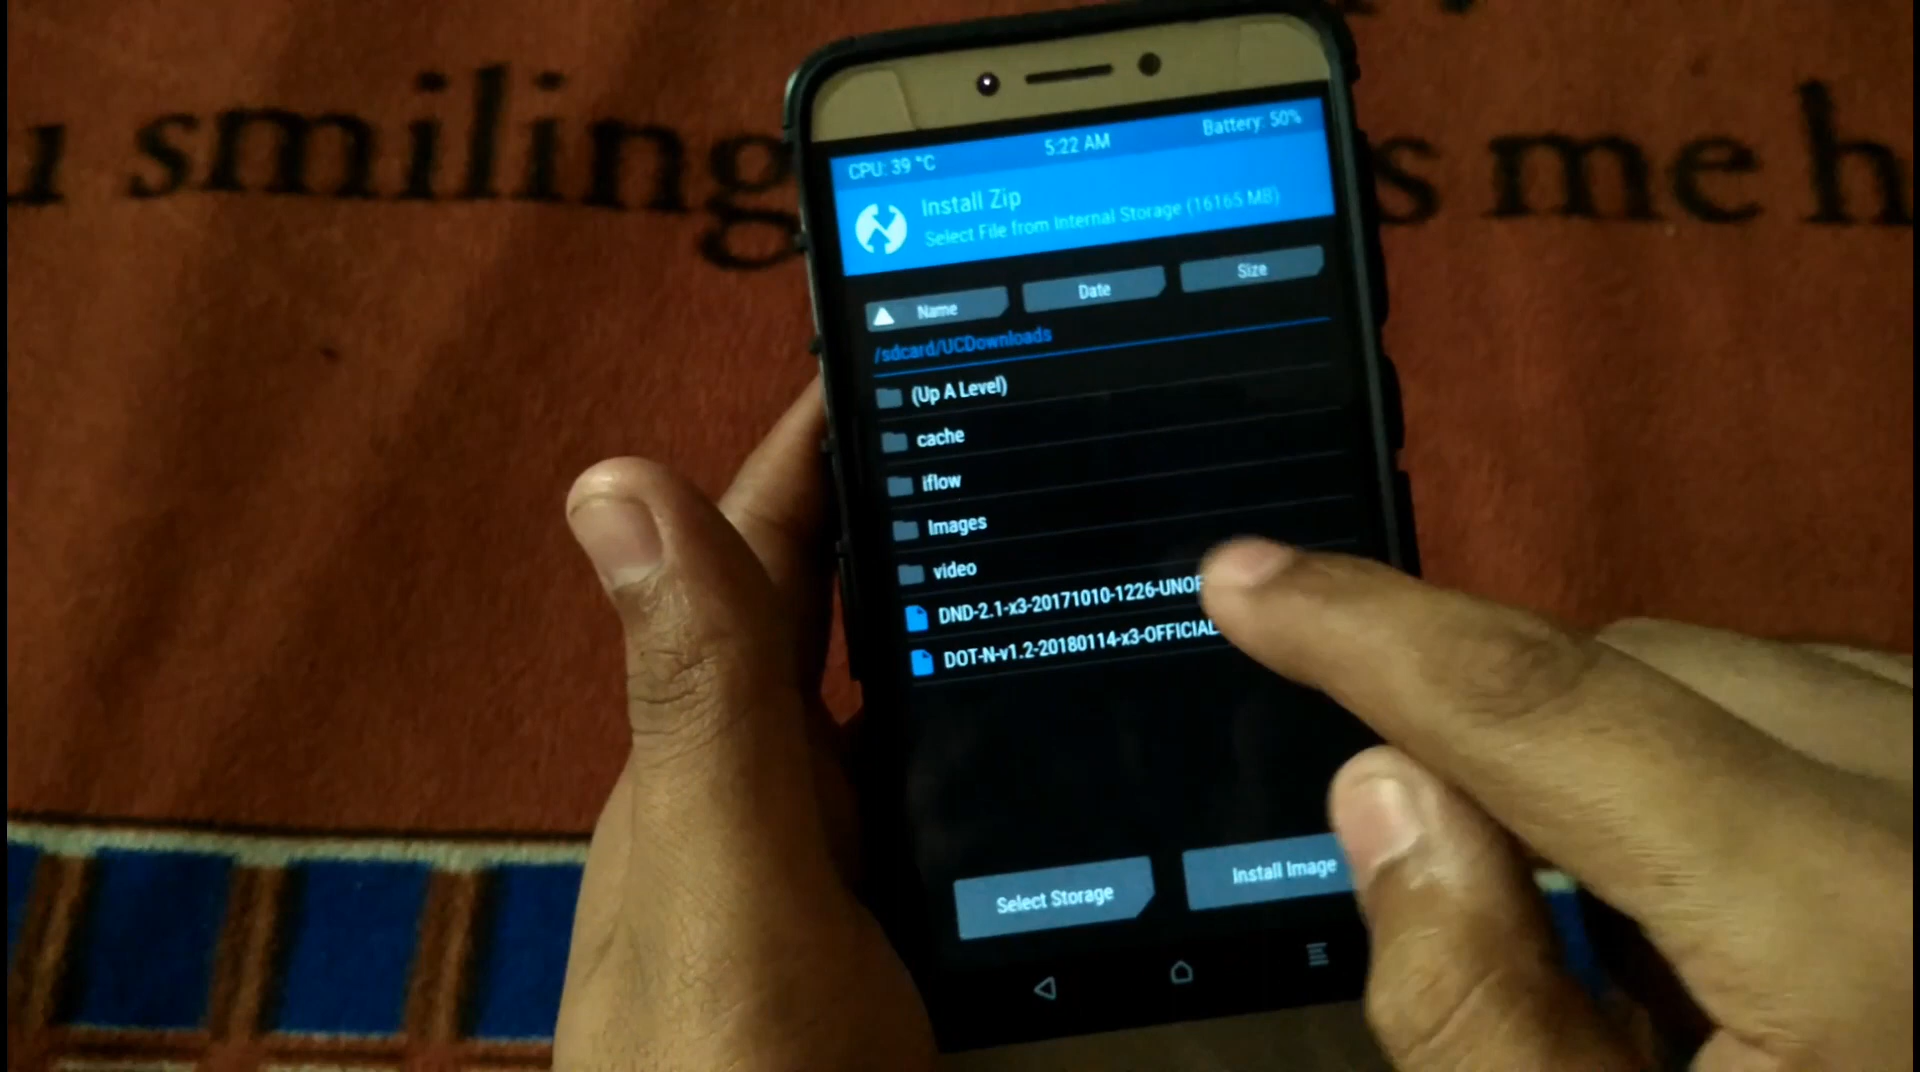 u smiling s me h
CPU: 39 °C 5:22 AM Battery: 50%
Install Zip
Select File from Internal Storage (16165 MB)
Name Date Size
/sdcard/UCDownloads
(Up A Level)
cache
iflow
Images
video
DND-2.1-x3-20171010-1226-UNOF
DOT-N-v1.2-20180114-x3-OFFICIAL
Select Storage Install Image